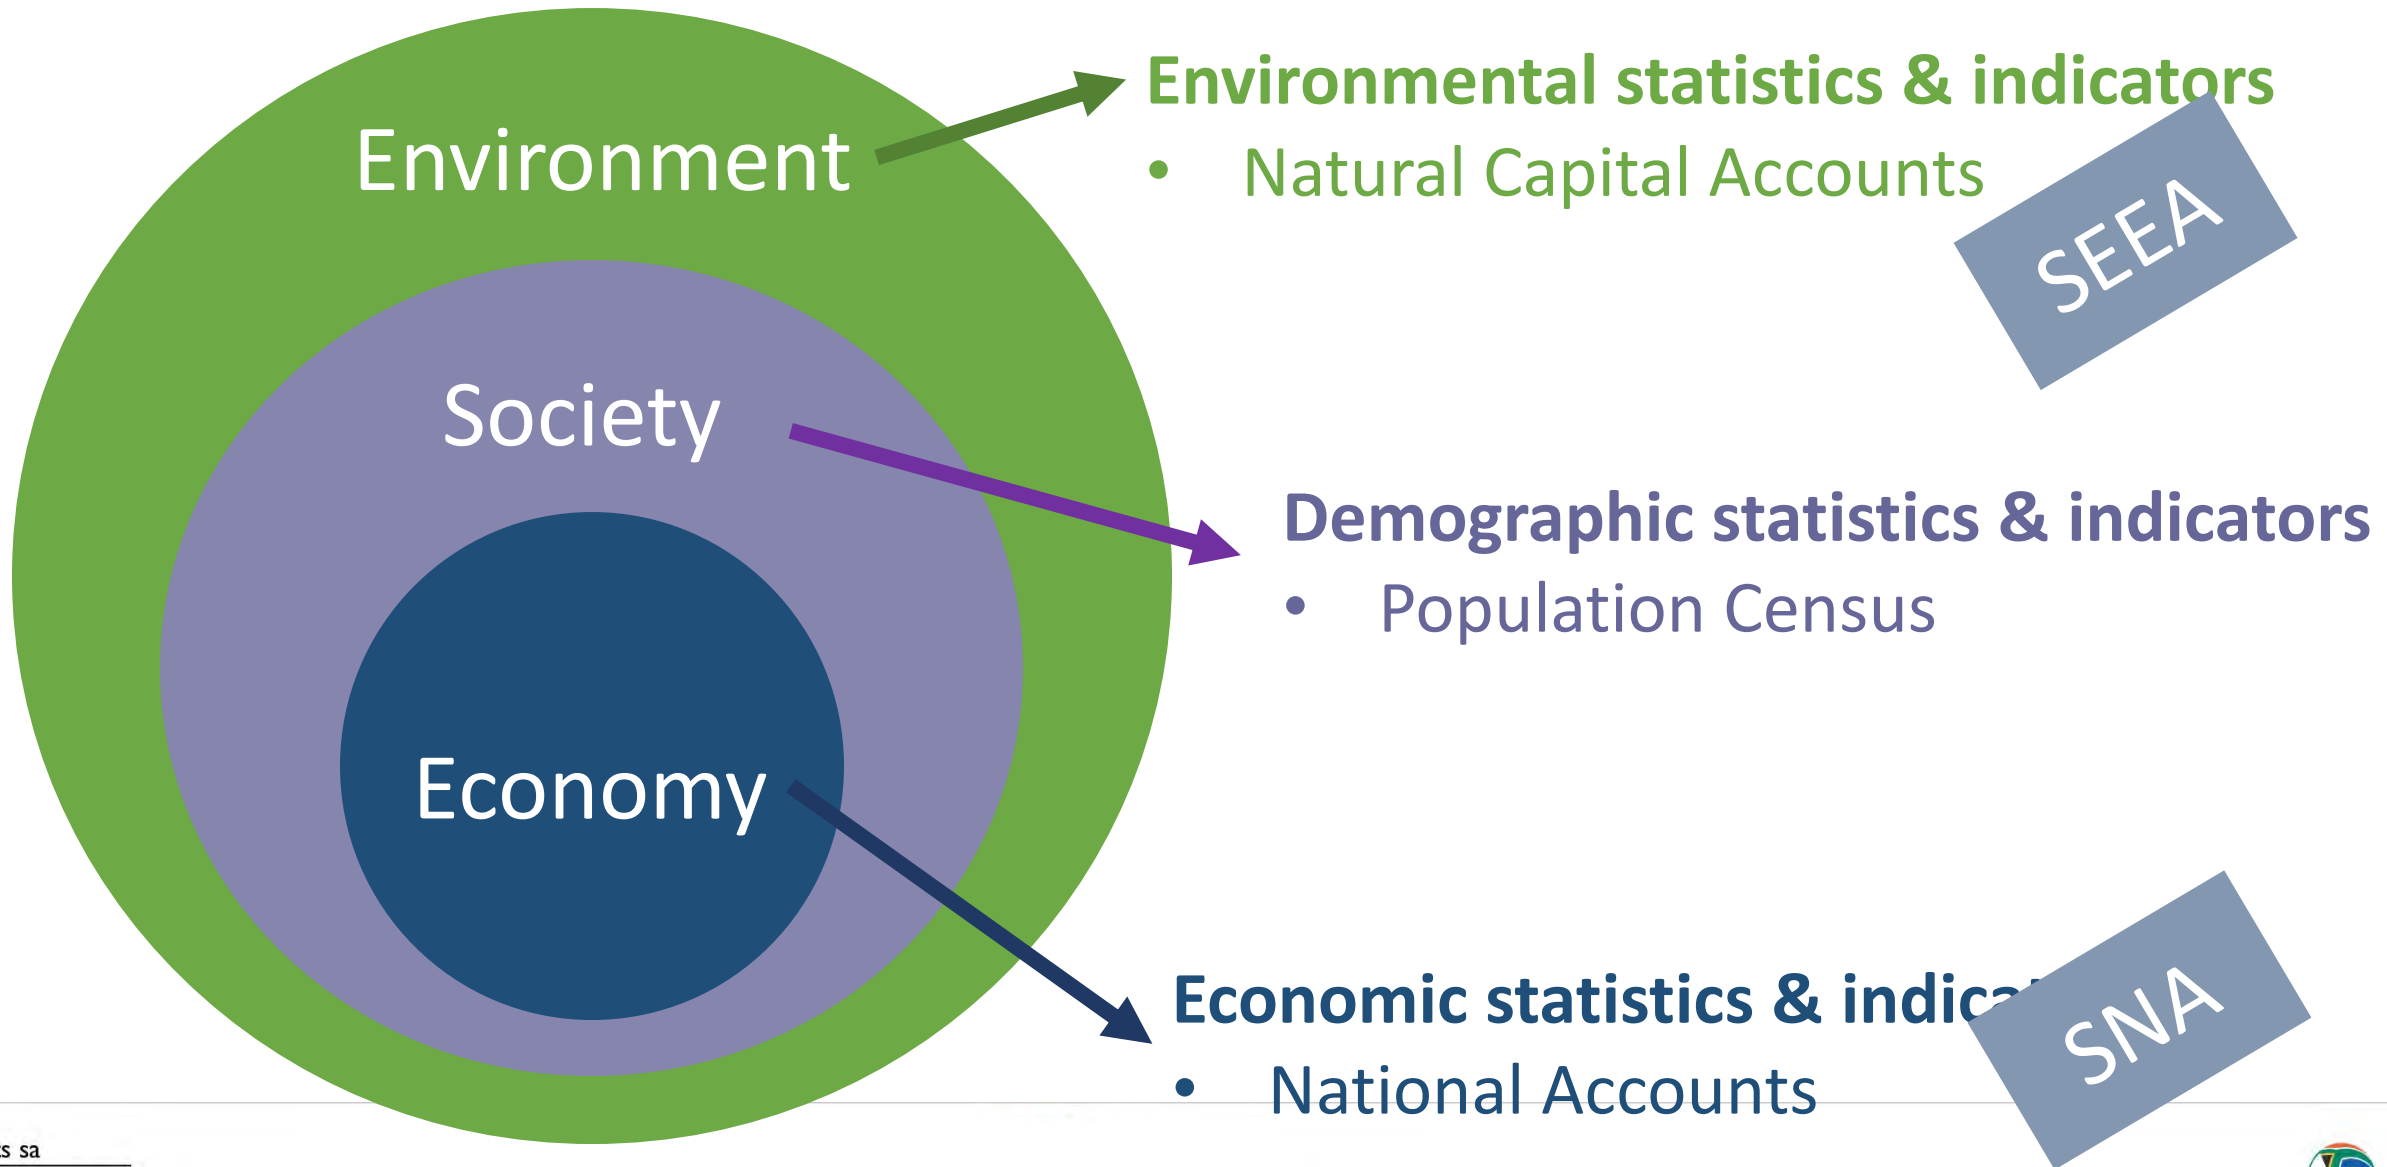 Environment
Society
Economy
Environmental statistics & indicators
• Natural Capital Accounts
SEEA
Demographic statistics & indicators
• Population Census
Economic statistics &
• National Accounts
SNA
sa